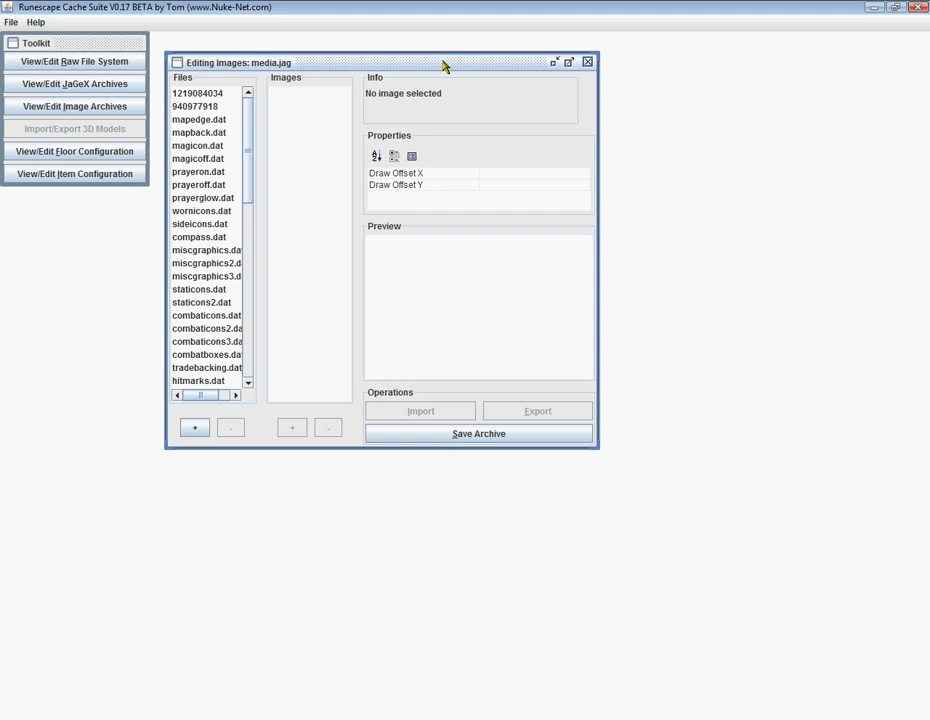 Runescape Cache Suite V0.17 BETA by Tom (www.Nuke-Net.com)
File Help
Toolkit
View/Edit Raw File System
View/Edit JaGeX Archives
View/Edit Image Archives
Import/Export 3D Models
View/Edit Floor Configuration
View/Edit Item Configuration
Editing Images: media.jag
Files
1219084034
940977918
mapedge.dat
mapback.dat
magicon.dat
magicoff.dat
prayeron.dat
prayeroff.dat
prayerglow.dat
wornicons.dat
sideicons.dat
compass.dat
miscgraphics.dat
miscgraphics2.d
miscgraphics3.d
staticons.dat
staticons2.dat
combaticons.dat
combaticons2.da
combaticons3.da
combatboxes.dat
tradebacking.dat
hitmarks.dat
+ -
Images
+ -
Info
No image selected
Properties
Draw Offset X
Draw Offset Y
Preview
Operations
Import Export
Save Archive